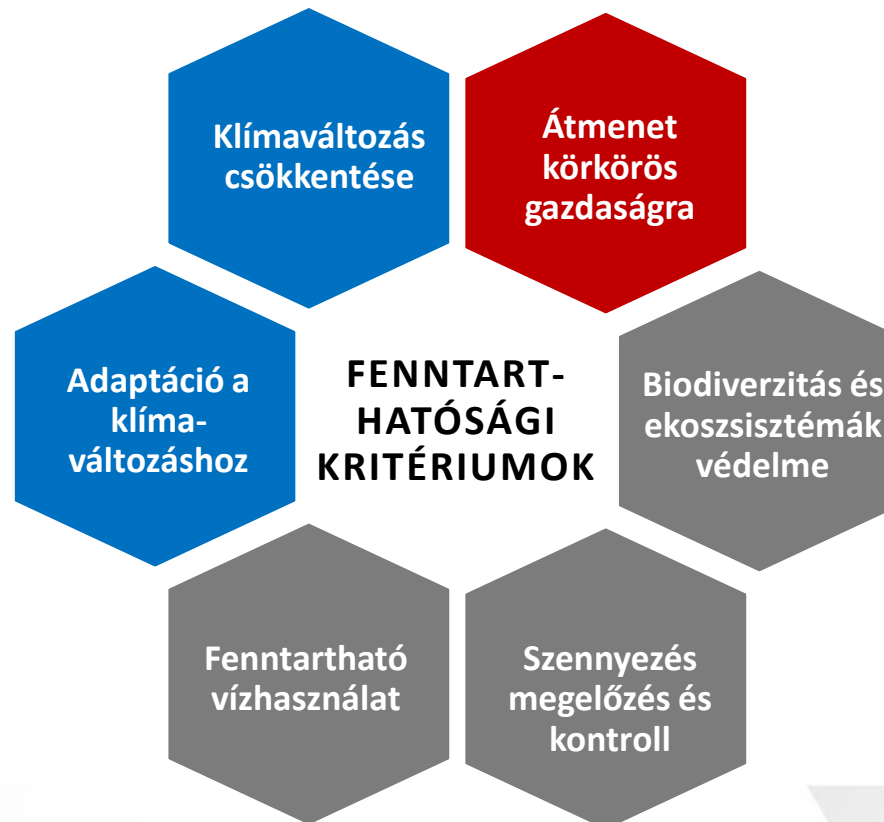 Klímaváltozás
csökkentése
Átmenet
körkörös
gazdaságra
Adaptáció a
klíma-
változáshoz
FENNTART-
HATÓSÁGI
KRITÉRIUMOK
Biodiverzitás és
ekoszsisztémák
védelme
Fenntartható
vízhasználat
Szennyezés
megelőzés és
kontroll